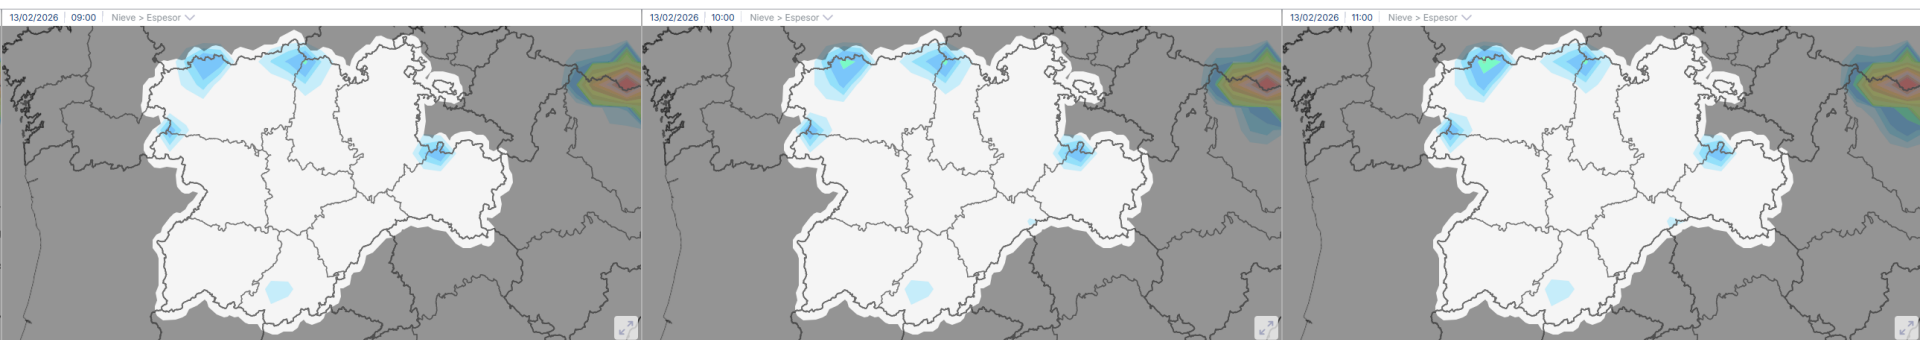 13/02/2026 09:00 Nieve > Espesor
13/02/2026 10:00 Nieve > Espesor
13/02/2026 11:00 Nieve > Espesor